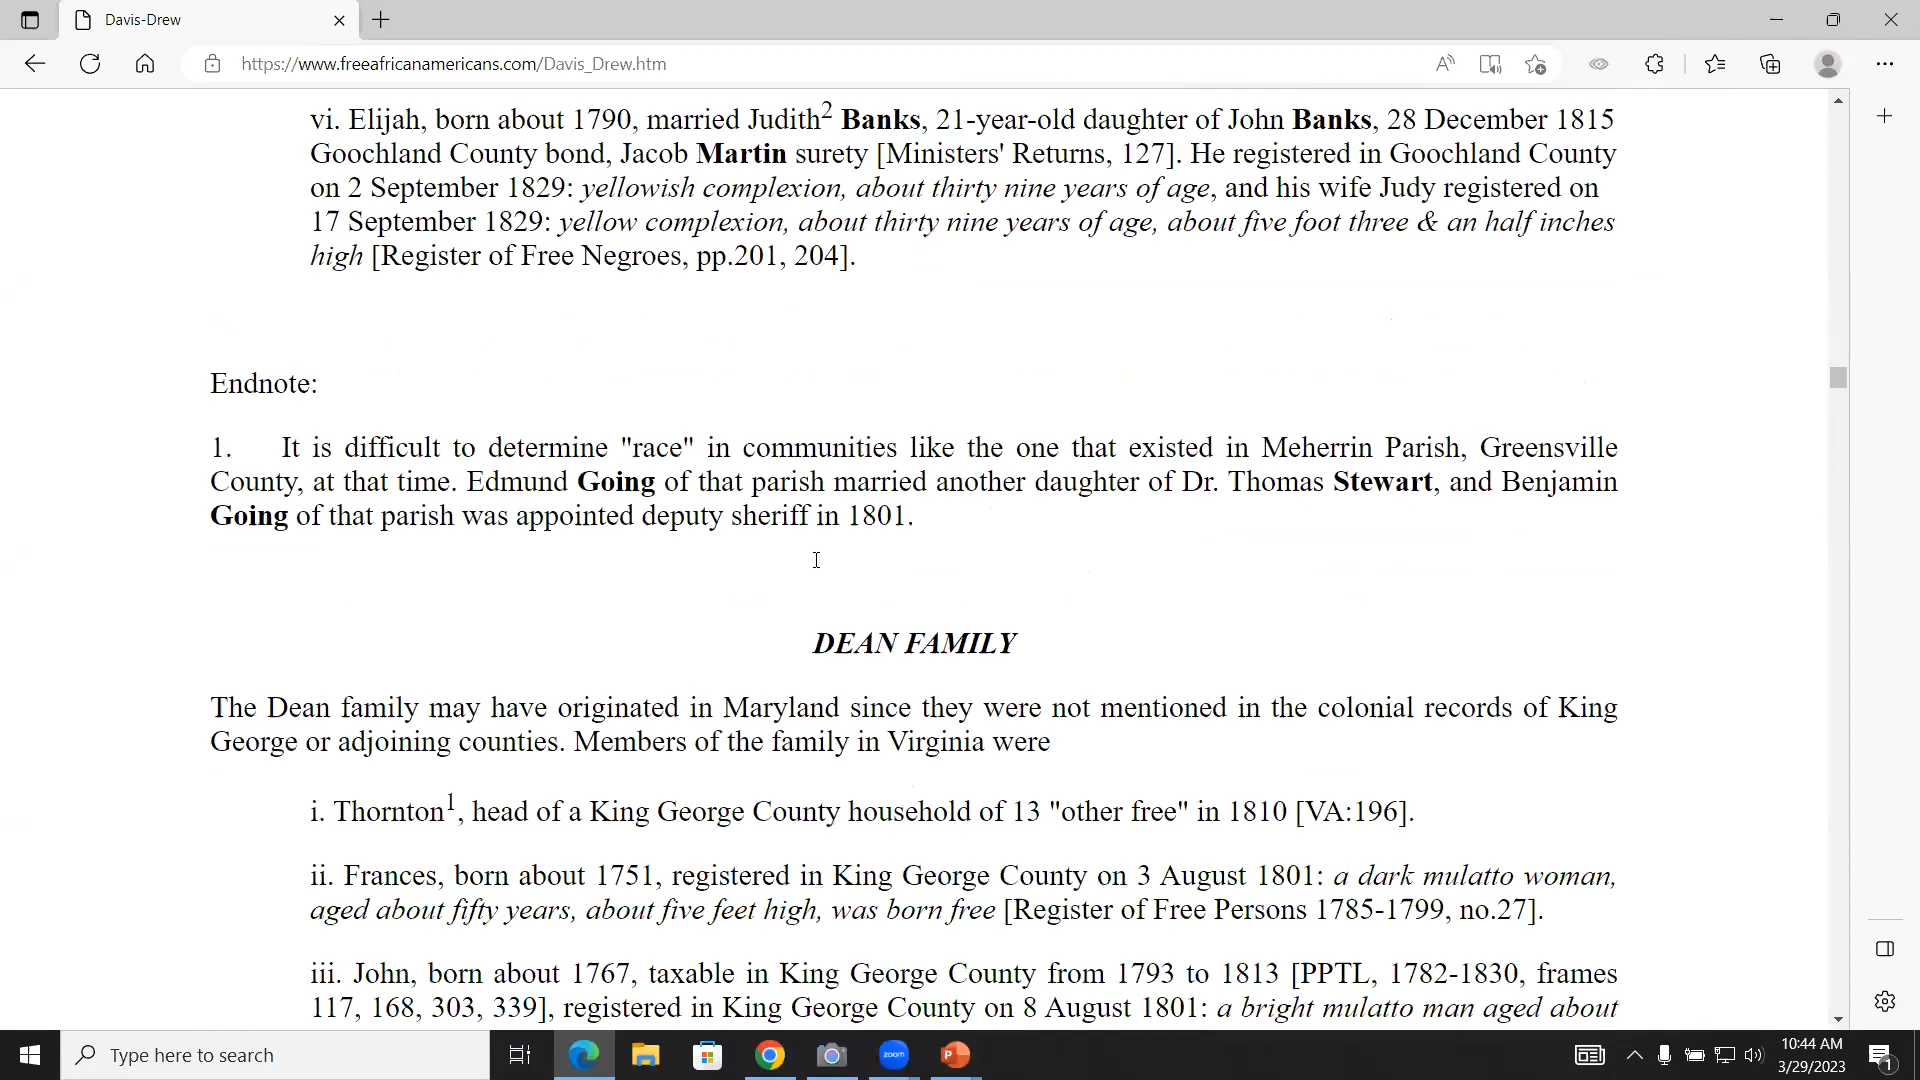 Davis-Drew
https://www.freeafricanamericans.com/Davis_Drew.htm
vi. Elijah, born about 1790, married Judith2 Banks, 21-year-old daughter of John Banks, 28 December 1815
Goochland County bond, Jacob Martin surety [Ministers' Returns, 127]. He registered in Goochland County
on 2 September 1829: yellowish complexion, about thirty nine years of age, and his wife Judy registered on
17 September 1829: yellow complexion, about thirty nine years of age, about five foot three & an half inches
high [Register of Free Negroes, pp.201, 204].
Endnote:
1. It is difficult to determine "race" in communities like the one that existed in Meherrin Parish, Greensville
County, at that time. Edmund Going of that parish married another daughter of Dr. Thomas Stewart, and Benjamin
Going of that parish was appointed deputy sheriff in 1801.
DEAN FAMILY
The Dean family may have originated in Maryland since they were not mentioned in the colonial records of King
George or adjoining counties. Members of the family in Virginia were
i. Thornton1, head of a King George County household of 13 "other free" in 1810 [VA:196].
ii. Frances, born about 1751, registered in King George County on 3 August 1801: a dark mulatto woman,
aged about fifty years, about five feet high, was born free [Register of Free Persons 1785-1799, no.27].
iii. John, born about 1767, taxable in King George County from 1793 to 1813 [PPTL, 1782-1830, frames
117, 168, 303, 339], registered in King George County on 8 August 1801: a bright mulatto man aged about
Type here to search
zoom
10:44 AM
3/29/2023
1